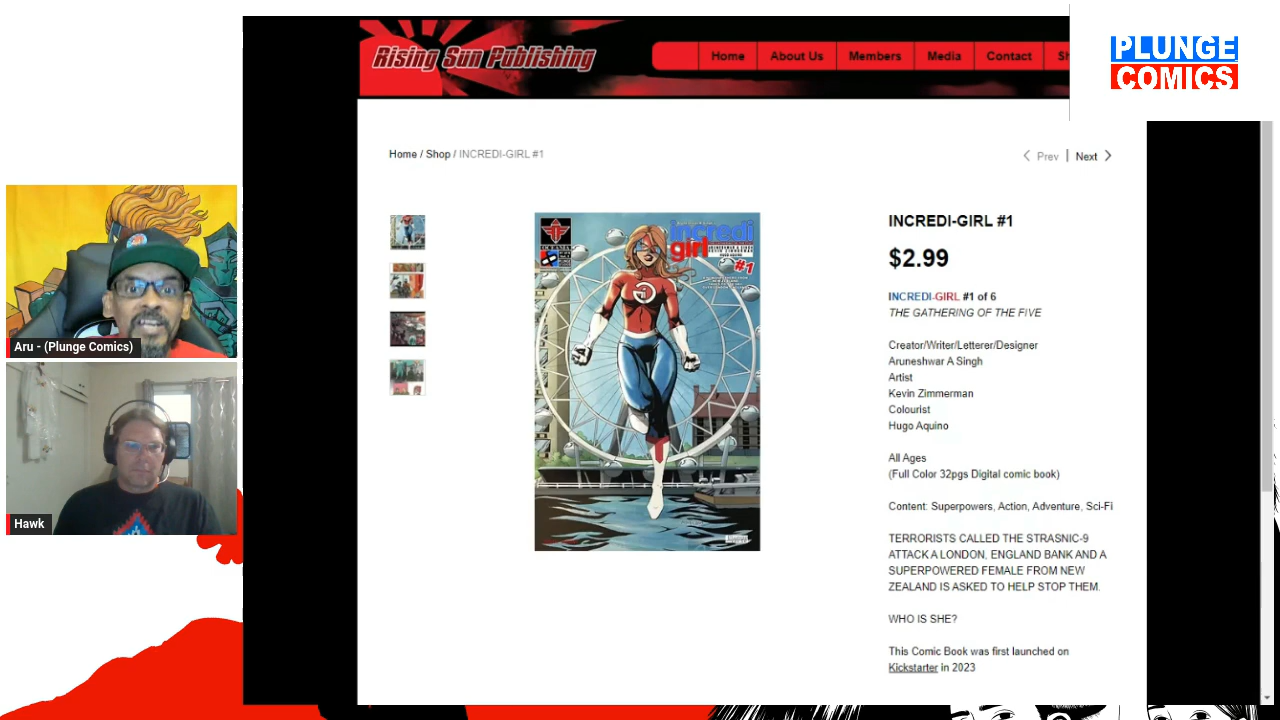 Rising Sun Publishing
Home
About Us
Members
Media
Contact
Sh
PLUNGE
COMICS
Home / Shop / INCREDI-GIRL #1
Prev | Next
incredi
girl
#1
INCREDI-GIRL #1
$2.99
INCREDI-GIRL #1 of 6
THE GATHERING OF THE FIVE
Creator/Writer/Letterer/Designer
Aruneshwar A Singh
Artist
Kevin Zimmerman
Colourist
Hugo Aquino
All Ages
(Full Color 32pgs Digital comic book)
Content: Superpowers, Action, Adventure, Sci-Fi
TERRORISTS CALLED THE STRASNIC-9
ATTACK A LONDON, ENGLAND BANK AND A
SUPERPOWERED FEMALE FROM NEW
ZEALAND IS ASKED TO HELP STOP THEM.
WHO IS SHE?
This Comic Book was first launched on
Kickstarter in 2023
Aru - (Plunge Comics)
Hawk